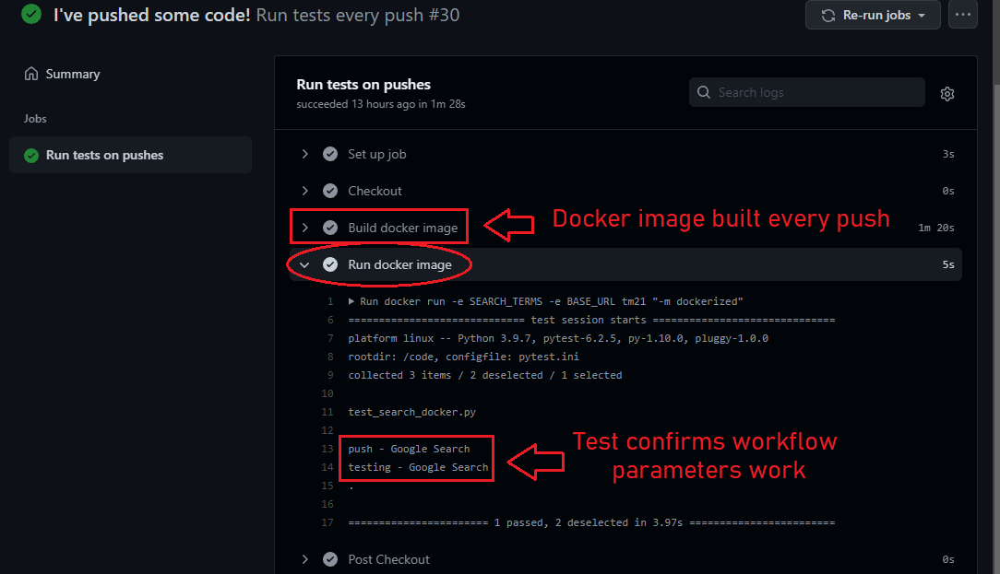 I've pushed some code! Run tests every push #30
Re-run jobs
Summary
Jobs
Run tests on pushes
Run tests on pushes
succeeded 13 hours ago in 1m 28s
Search logs
Set up job 3s
Checkout 0s
Build docker image 1m 20s
Docker image built every push
Run docker image 5s
1 Run docker run -e SEARCH_TERMS -e BASE_URL tm21 "-m dockerized"
6 ============================= test session starts ==============================
7 platform linux -- Python 3.9.7, pytest-6.2.5, py-1.10.0, pluggy-1.0.0
8 rootdir: /code, configfile: pytest.ini
9 collected 3 items / 2 deselected / 1 selected
10
11 test_search_docker.py
12
13 push - Google Search
14 testing - Google Search
Test confirms workflow
parameters work
15 .
16
17 ======================= 1 passed, 2 deselected in 3.97s ========================
Post Checkout 0s